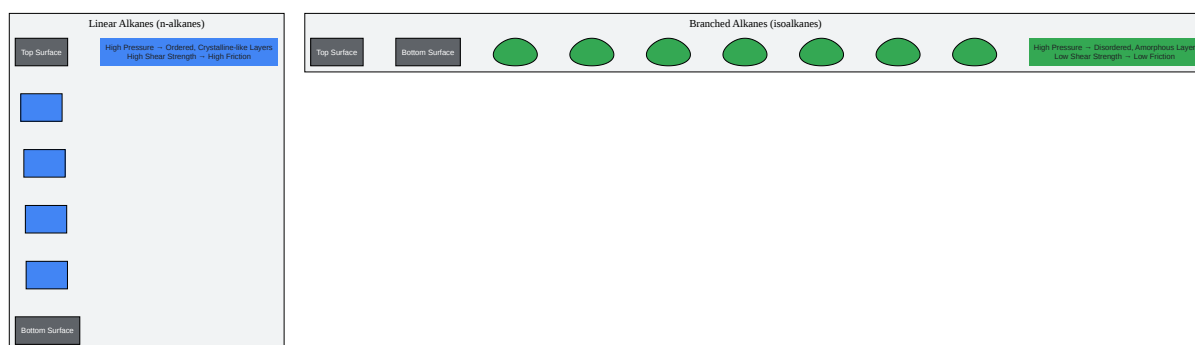 Linear Alkanes (n-alkanes)
Top Surface
High Pressure → Ordered, Crystalline-like Layers
High Shear Strength → High Friction
Bottom Surface
Branched Alkanes (isoalkanes)
Top Surface
Bottom Surface
High Pressure → Disordered, Amorphous Layer
Low Shear Strength → Low Friction